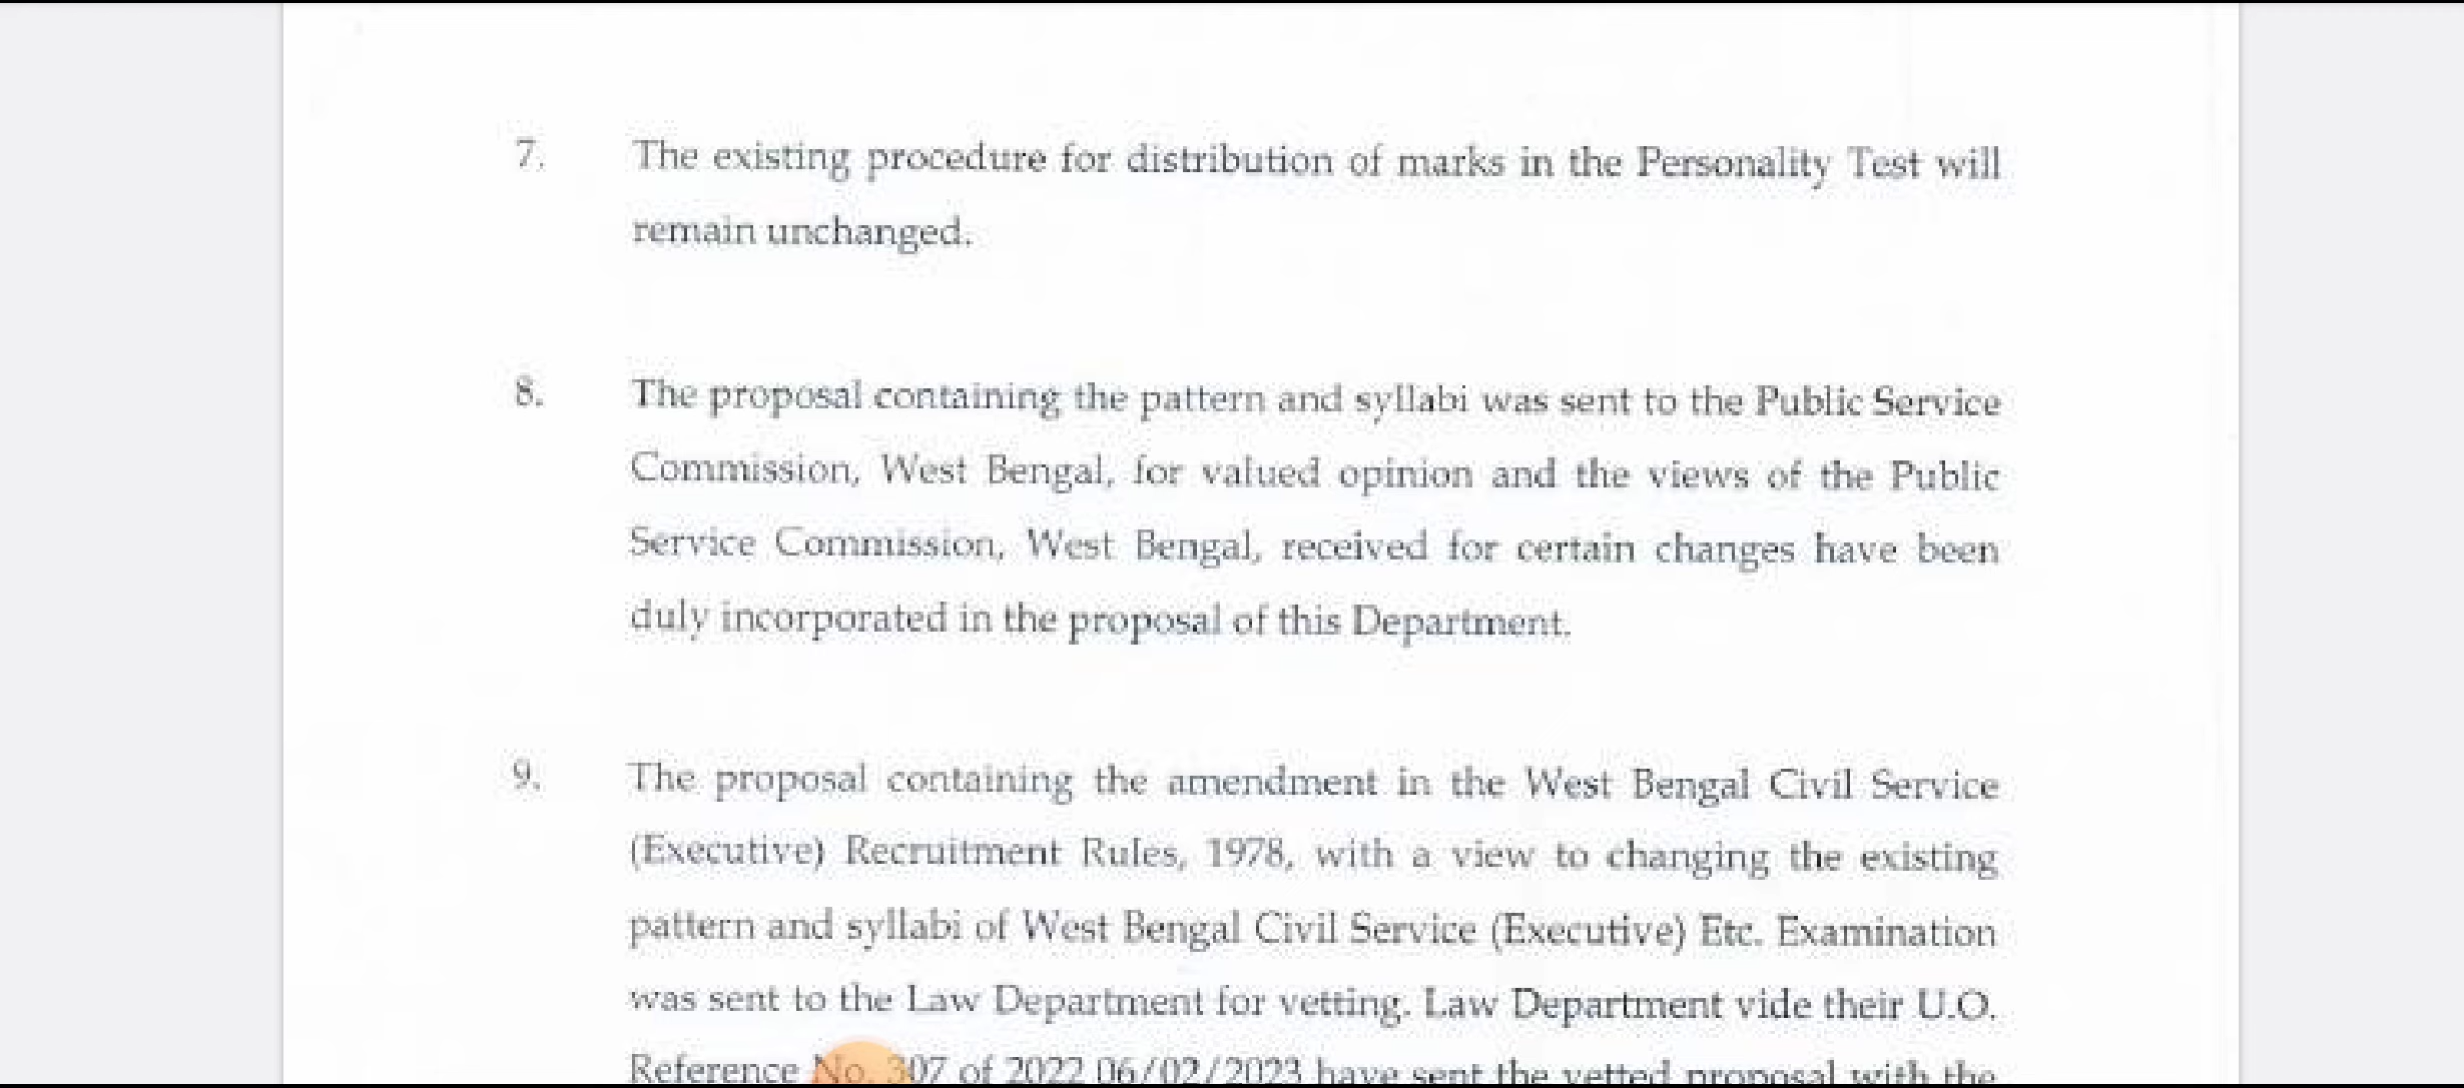 7. The existing procedure for distribution of marks in the Personality Test will
remain unchanged.
8. The proposal containing the pattern and syllabi was sent to the Public Service
Commission, West Bengal, for valued opinion and the views of the Public
Service Commission, West Bengal, received for certain changes have been
duly incorporated in the proposal of this Department.
9. The proposal containing the amendment in the West Bengal Civil Service
(Executive) Recruitment Rules, 1978, with a view to changing the existing
pattern and syllabi of West Bengal Civil Service (Executive) Etc. Examination
was sent to the Law Department for vetting. Law Department vide their U.O.
Reference No. 307 of 2022 06/02/2023 have sent the vetted proposal with the